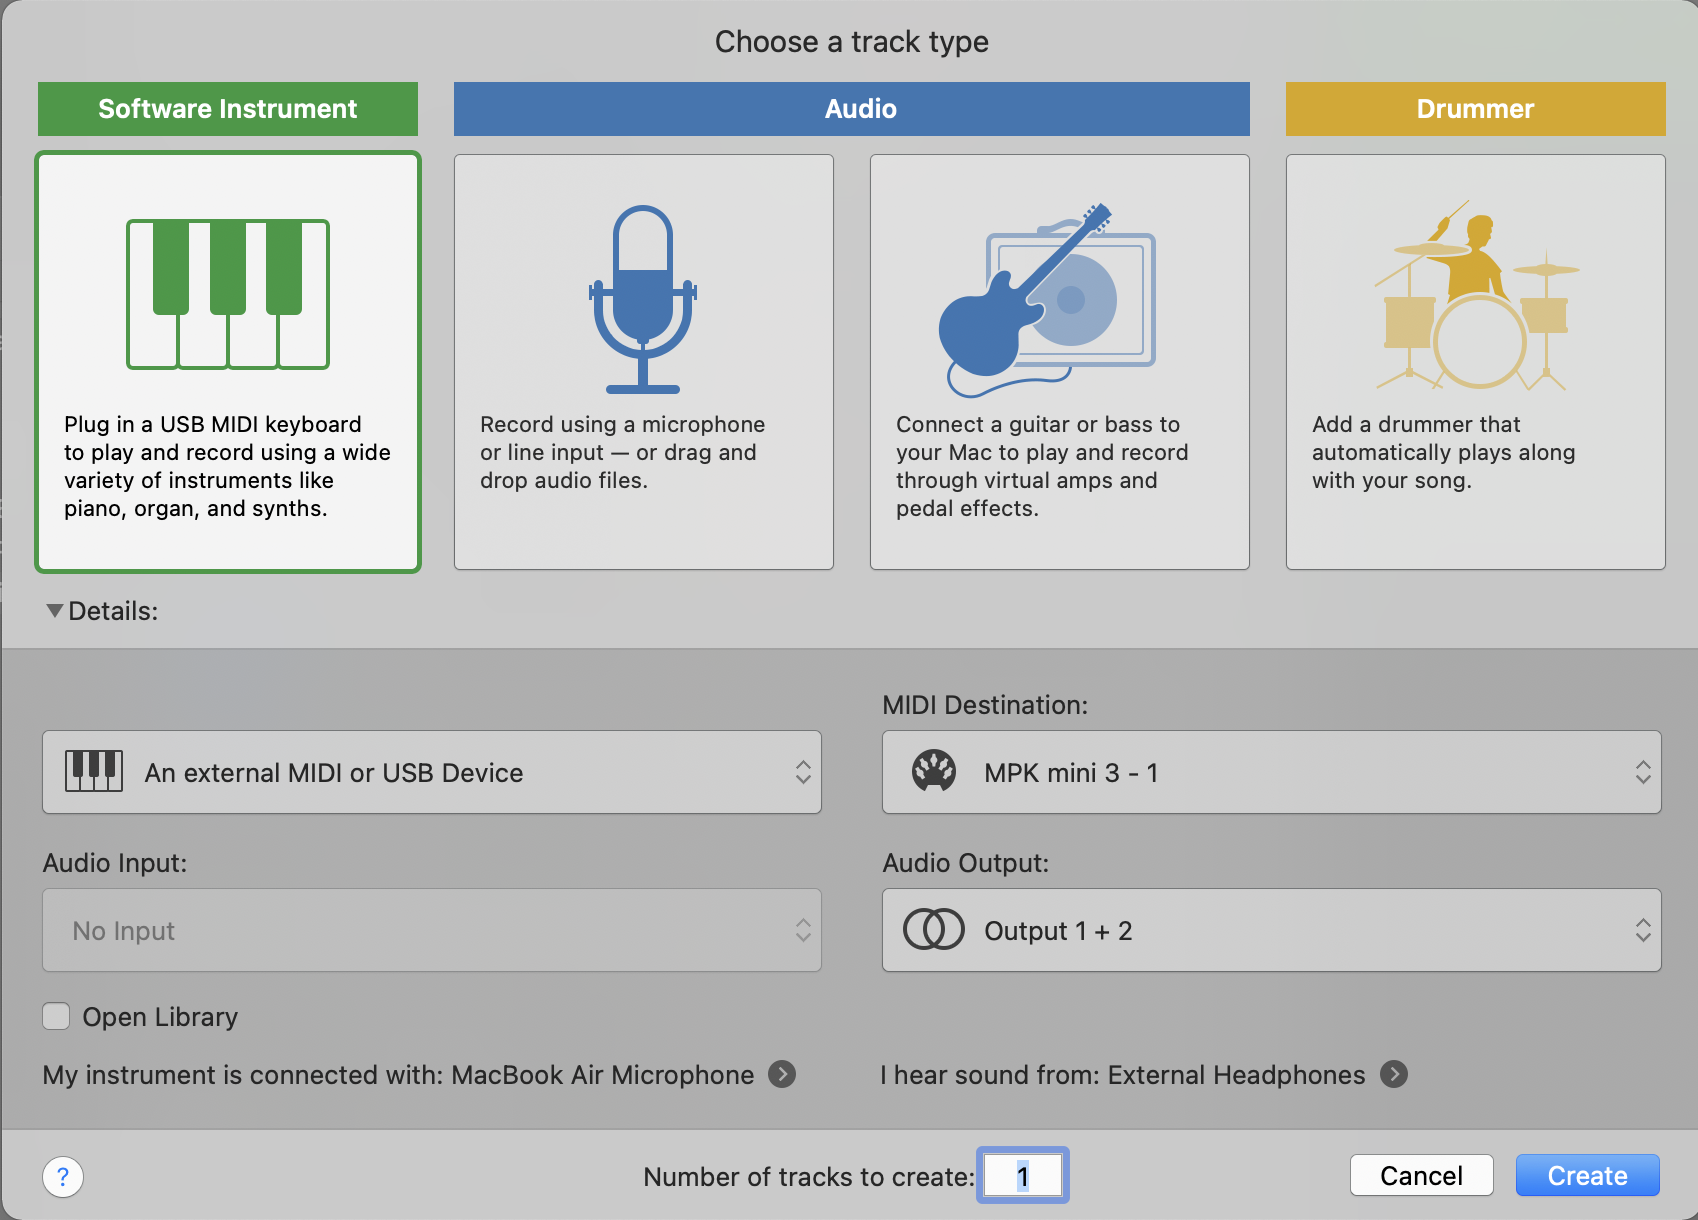 Choose a track type
Software Instrument
Audio
Drummer
Plug in a USB MIDI keyboard
to play and record using a wide
variety of instruments like
piano, organ, and synths.
Record using a microphone
or line input — or drag and
drop audio files.
Connect a guitar or bass to
your Mac to play and record
through virtual amps and
pedal effects.
Add a drummer that
automatically plays along
with your song.
Details:
An external MIDI or USB Device
MIDI Destination:
MPK mini 3 - 1
Audio Input:
No Input
Audio Output:
Output 1 + 2
Open Library
My instrument is connected with: MacBook Air Microphone
I hear sound from: External Headphones
?
Number of tracks to create: 1
Cancel
Create